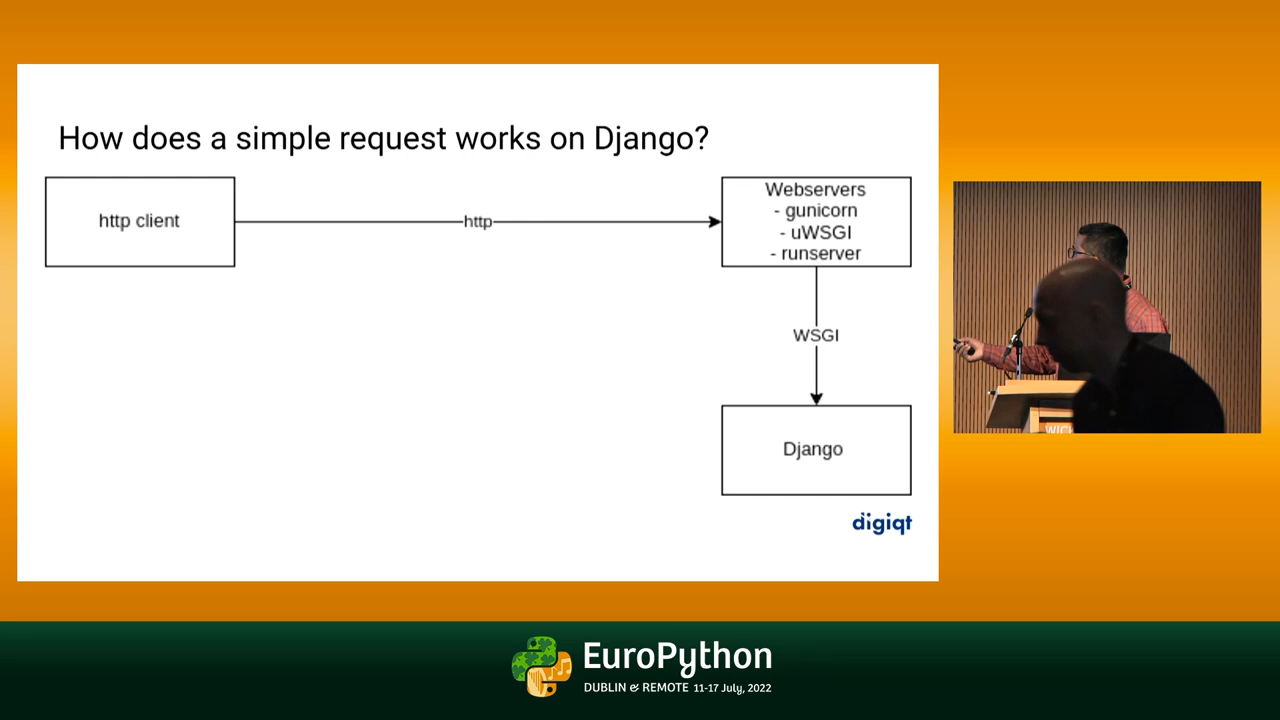 How does a simple request works on Django?
http client
http
Webservers
- gunicorn
- uWSGI
- runserver
WSGI
Django
digiqt
WICK
EuroPython
DUBLIN & REMOTE 11-17 July, 2022